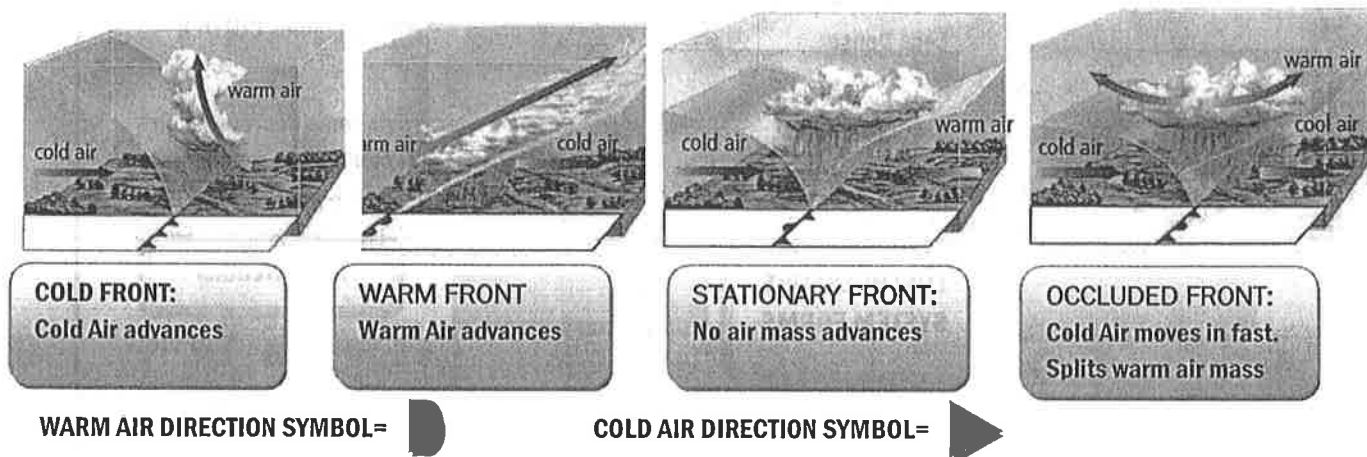 warm air
cold air
rm air
cold air
cold air
warm air
warm air
cool air
cold air
COLD FRONT:
Cold Air advances
WARM FRONT
Warm Air advances
STATIONARY FRONT:
No air mass advances
OCCLUDED FRONT:
Cold Air moves in fast.
Splits warm air mass
WARM AIR DIRECTION SYMBOL=
COLD AIR DIRECTION SYMBOL=